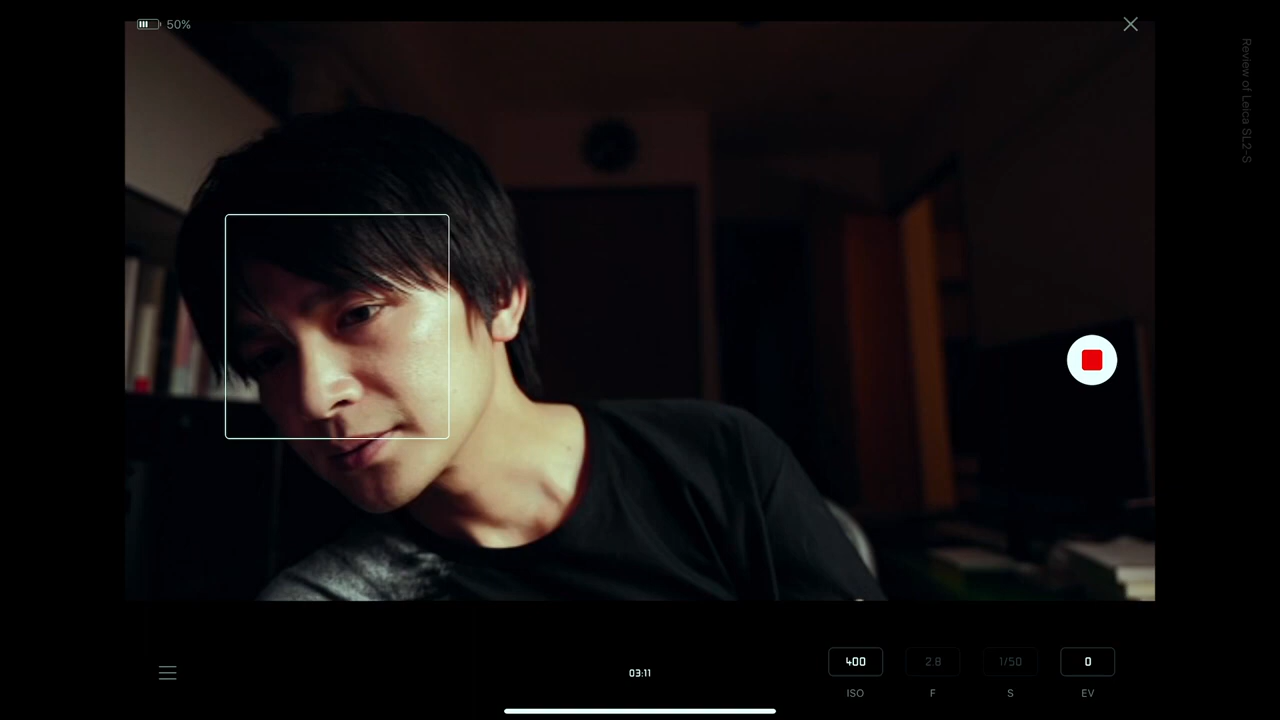 50%
Review of Leica SL2-S
03:11
400
2.8
1/50
0
ISO
F
S
EV